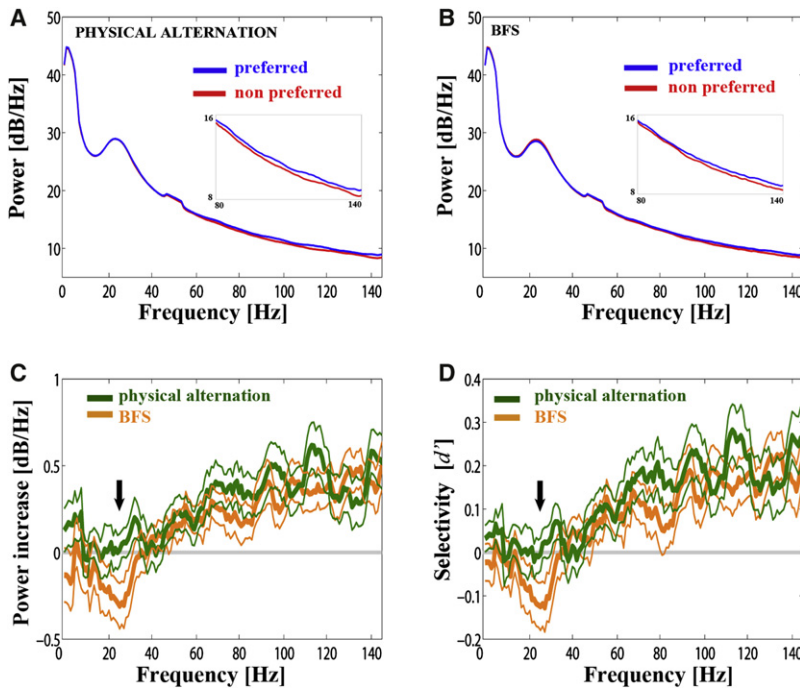 A
PHYSICAL ALTERNATION
50
40
30
20
10
Power [dB/Hz]
preferred
non preferred
16
8
80
140
0 20 40 60 80 100 120 140
Frequency [Hz]
B
BFS
50
40
30
20
10
Power [dB/Hz]
preferred
non preferred
16
8
80
140
0 20 40 60 80 100 120 140
Frequency [Hz]
C
1
0.5
0
−0.5
Power increase [dB/Hz]
physical alternation
BFS
0 20 40 60 80 100 120 140
Frequency [Hz]
D
0.4
0.3
0.2
0.1
0
−0.1
−0.2
Selectivity [d']
physical alternation
BFS
0 20 40 60 80 100 120 140
Frequency [Hz]